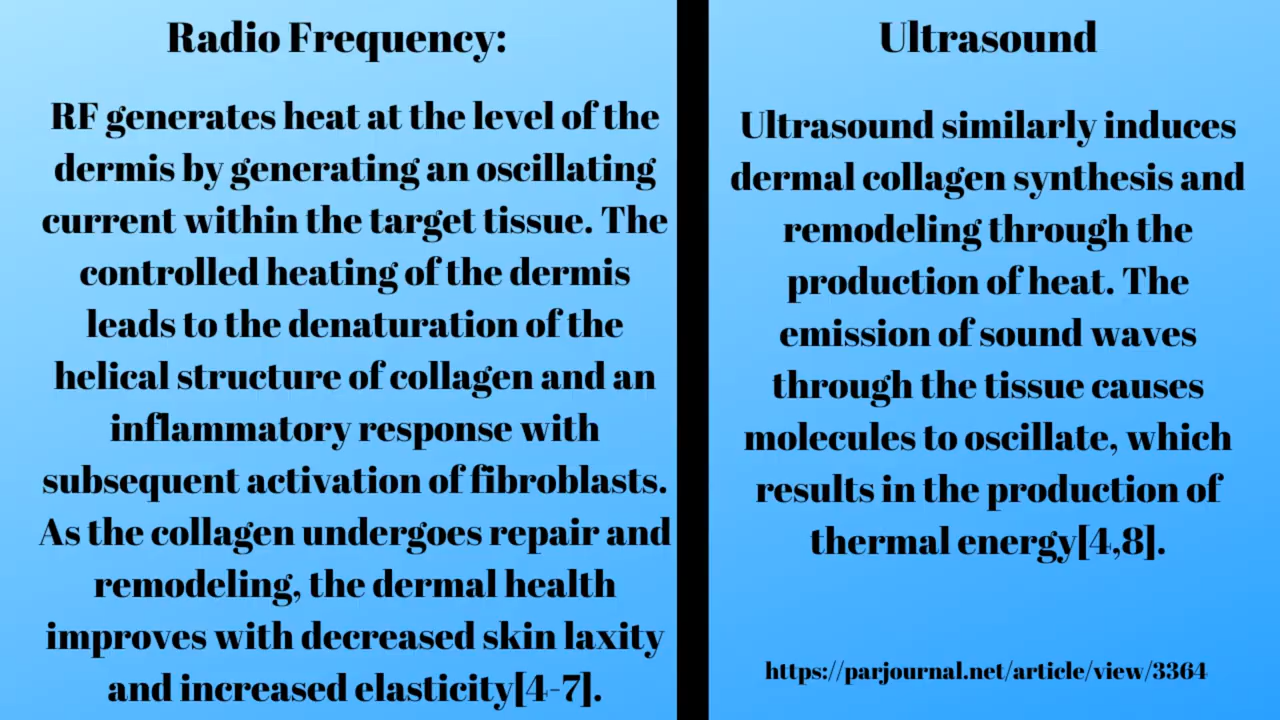 Radio Frequency:
RF generates heat at the level of the
dermis by generating an oscillating
current within the target tissue. The
controlled heating of the dermis
leads to the denaturation of the
helical structure of collagen and an
inflammatory response with
subsequent activation of fibroblasts.
As the collagen undergoes repair and
remodeling, the dermal health
improves with decreased skin laxity
and increased elasticity[4-7].
Ultrasound
Ultrasound similarly induces
dermal collagen synthesis and
remodeling through the
production of heat. The
emission of sound waves
through the tissue causes
molecules to oscillate, which
results in the production of
thermal energy[4,8].
https://parjournal.net/article/view/3364